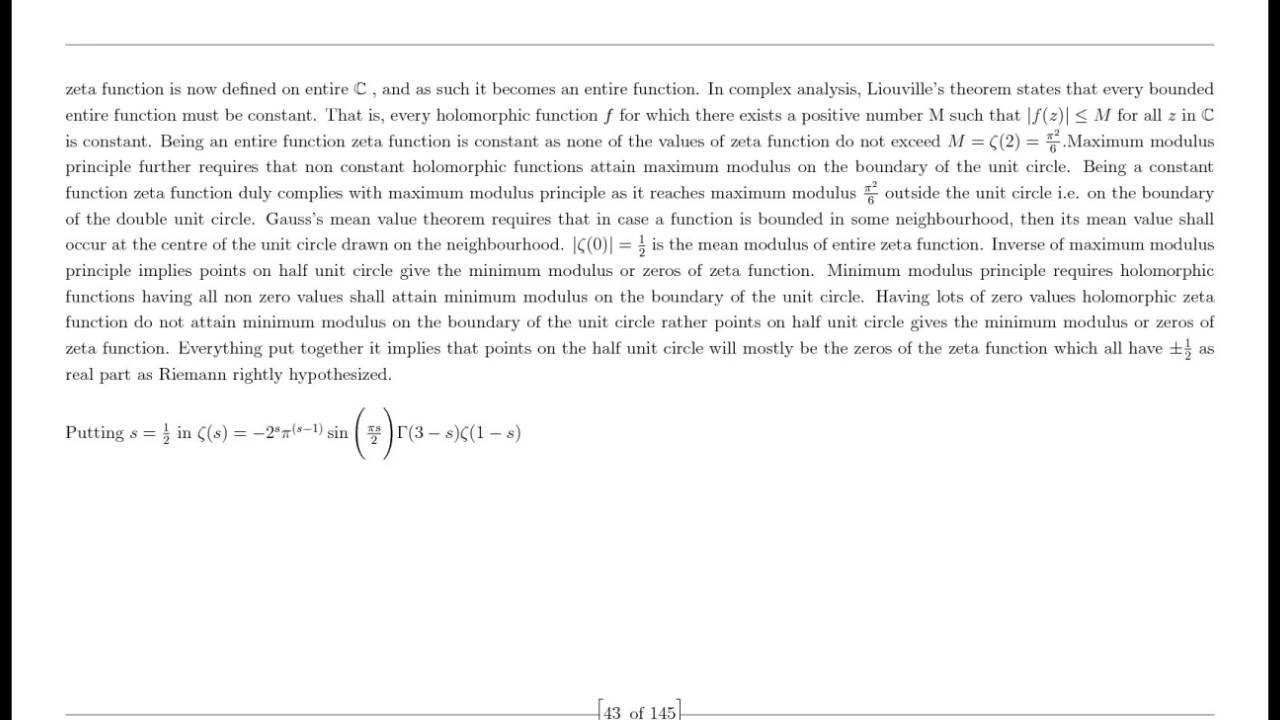 zeta function is now defined on entire ℂ , and as such it becomes an entire function. In complex analysis, Liouville's theorem states that every bounded
entire function must be constant. That is, every holomorphic function f for which there exists a positive number M such that |f(z)| ≤ M for all z in ℂ
is constant. Being an entire function zeta function is constant as none of the values of zeta function do not exceed M = ζ(2) = π²/6.Maximum modulus
principle further requires that non constant holomorphic functions attain maximum modulus on the boundary of the unit circle. Being a constant
function zeta function duly complies with maximum modulus principle as it reaches maximum modulus π²/6 outside the unit circle i.e. on the boundary
of the double unit circle. Gauss's mean value theorem requires that in case a function is bounded in some neighbourhood, then its mean value shall
occur at the centre of the unit circle drawn on the neighbourhood. |ζ(0)| = 1/2 is the mean modulus of entire zeta function. Inverse of maximum modulus
principle implies points on half unit circle give the minimum modulus or zeros of zeta function. Minimum modulus principle requires holomorphic
functions having all non zero values shall attain minimum modulus on the boundary of the unit circle. Having lots of zero values holomorphic zeta
function do not attain minimum modulus on the boundary of the unit circle rather points on half unit circle gives the minimum modulus or zeros of
zeta function. Everything put together it implies that points on the half unit circle will mostly be the zeros of the zeta function which all have ±1/2 as
real part as Riemann rightly hypothesized.
Putting s = 1/2 in ζ(s) = −2^s π^(s−1) sin(πs/2)Γ(3 − s)ζ(1 − s)
[43 of 145]